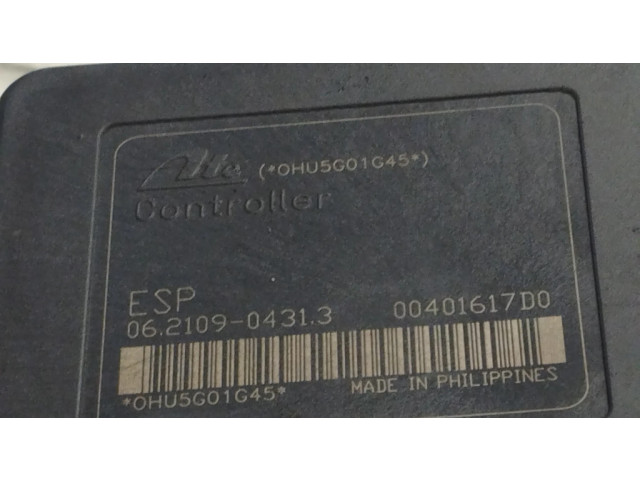 Ate (*OHU5G01G45*)
Controller
ESP
06.2109-0431.3 00401617D0
*OHU5G01G45* MADE IN PHILIPPINES